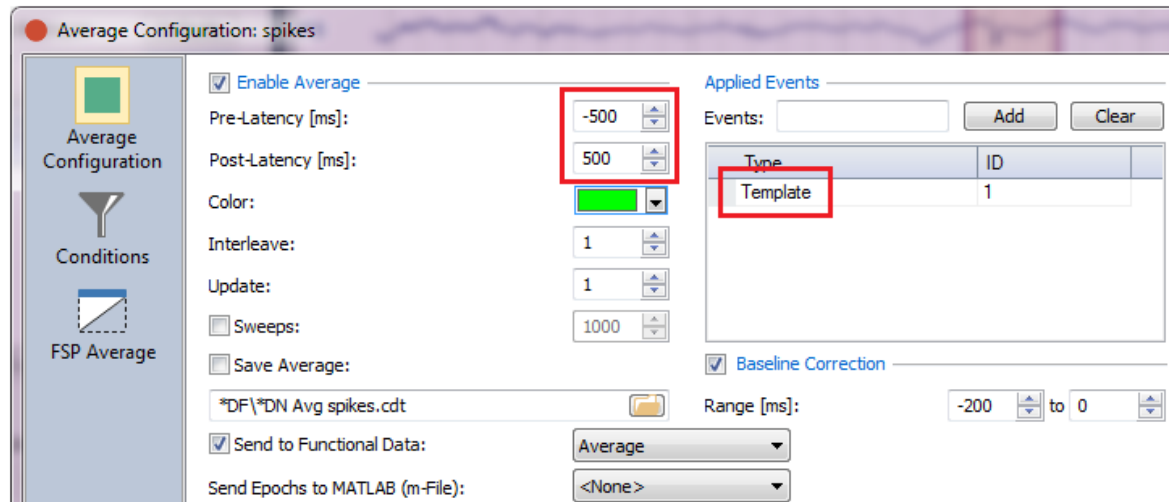 Average Configuration: spikes
Average
Configuration
Conditions
FSP Average
Enable Average
Pre-Latency [ms]: -500
Post-Latency [ms]: 500
Color:
Interleave: 1
Update: 1
Sweeps: 1000
Save Average:
*DF\*DN Avg spikes.cdt
Send to Functional Data: Average
Send Epochs to MATLAB (m-File): <None>
Applied Events
Events: Add Clear
Type ID
Template 1
Baseline Correction
Range [ms]: -200 to 0